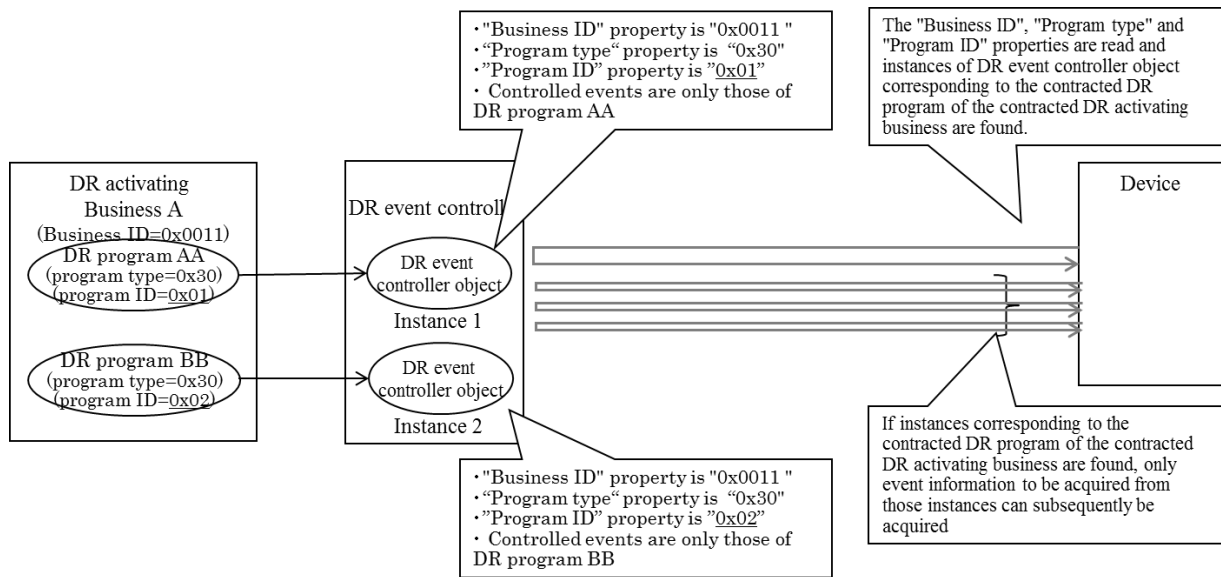 ・"Business ID" property is "0x0011 "
・“Program type“ property is “0x30"
・”Program ID” property is ”0x01”
・ Controlled events are only those of
DR program AA
The "Business ID", "Program type" and
"Program ID" properties are read and
instances of DR event controller object
corresponding to the contracted DR
program of the contracted DR activating
business are found.
DR activating
Business A
(Business ID=0x0011)
DR program AA
(program type=0x30)
(program ID=0x01)
DR program BB
(program type=0x30)
(program ID=0x02)
DR event controll
DR event
controller object
Instance 1
DR event
controller object
Instance 2
Device
・"Business ID" property is "0x0011 "
・“Program type“ property is “0x30"
・”Program ID” property is ”0x02”
・ Controlled events are only those of
DR program BB
If instances corresponding to the
contracted DR program of the contracted
DR activating business are found, only
event information to be acquired from
those instances can subsequently be
acquired